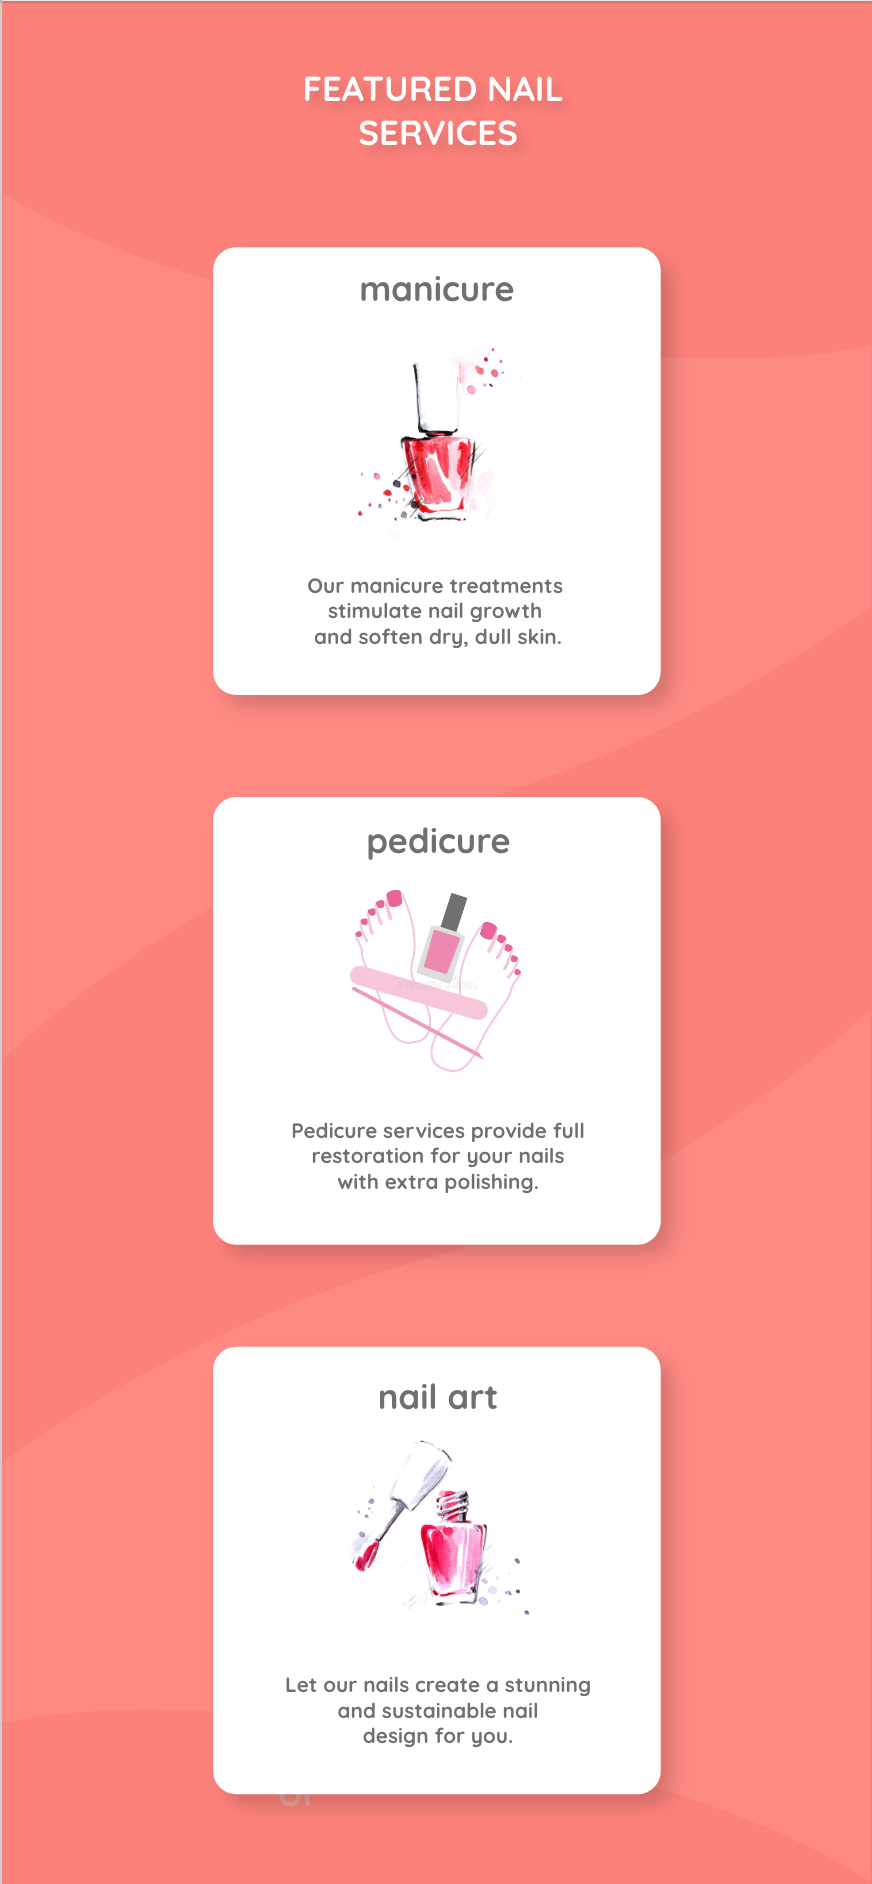 FEATURED NAIL
SERVICES
manicure
Our manicure treatments
stimulate nail growth
and soften dry, dull skin.
pedicure
Pedicure services provide full
restoration for your nails
with extra polishing.
nail art
Let our nails create a stunning
and sustainable nail
design for you.